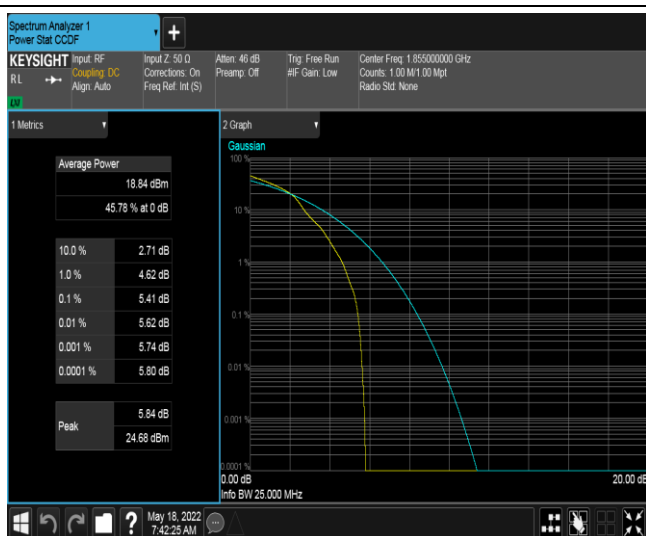 Spectrum Analyzer 1
Power Stat CCDF
+
KEYSIGHT
RL
LXI
Input: RF
Coupling: DC
Align: Auto
Input Z: 50 Ω
Corrections: On
Freq Ref: Int (S)
Atten: 46 dB
Preamp: Off
Trig: Free Run
#IF Gain: Low
Center Freq: 1.855000000 GHz
Counts: 1.00 M/1.00 Mpt
Radio Std: None
1 Metrics
Average Power
18.84 dBm
45.78 % at 0 dB
10.0 % 2.71 dB
1.0 % 4.62 dB
0.1 % 5.41 dB
0.01 % 5.62 dB
0.001 % 5.74 dB
0.0001 % 5.80 dB
Peak
5.84 dB
24.68 dBm
2 Graph
Gaussian
100 %
10 %
1 %
0.1 %
0.01 %
0.001 %
0.0001 %
0.00 dB 20.00 dB
Info BW 25.000 MHz
?
May 18, 2022
7:42:25 AM